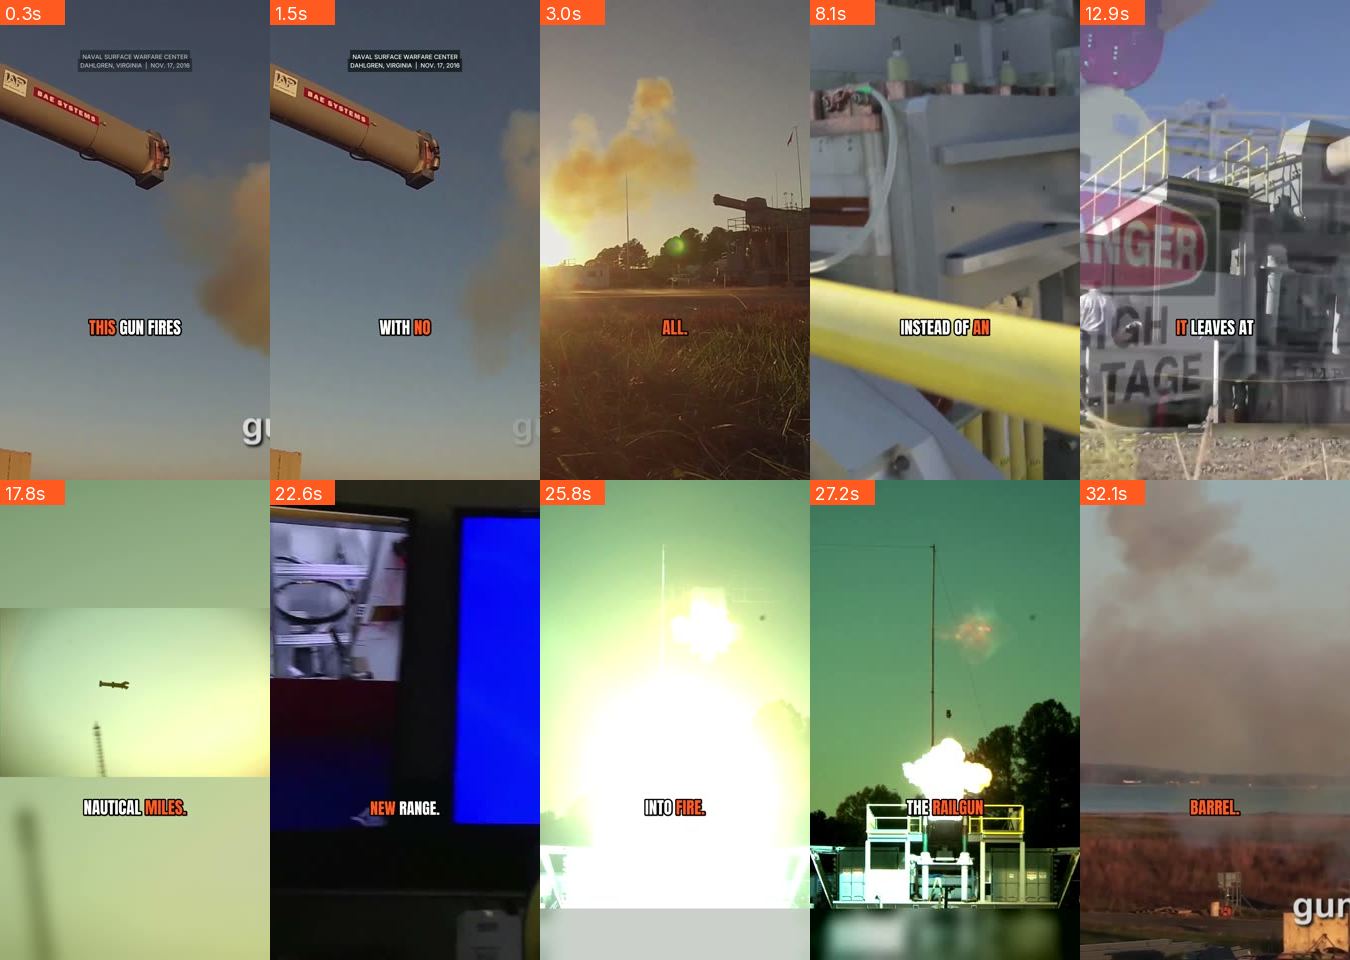 0.3s
NAVAL SURFACE WARFARE CENTER
DAHLGREN, VIRGINIA | NOV. 17, 2016
BAE SYSTEMS
THIS GUN FIRES
gu
1.5s
NAVAL SURFACE WARFARE CENTER
DAHLGREN, VIRGINIA | NOV. 17, 2016
BAE SYSTEMS
WITH NO
gu
3.0s
ALL.
8.1s
INSTEAD OF AN
12.9s
ANGER
IT LEAVES AT
IGH
TAGE
17.8s
NAUTICAL MILES.
22.6s
NEW RANGE.
25.8s
INTO FIRE.
27.2s
THE RAILGUN
32.1s
BARREL.
gun